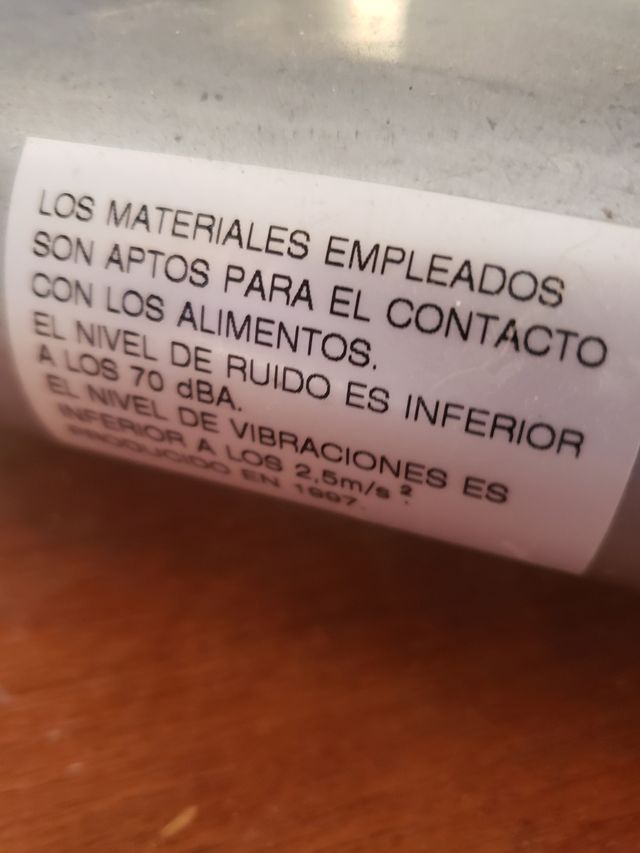 LOS MATERIALES EMPLEADOS
SON APTOS PARA EL CONTACTO
CON LOS ALIMENTOS.
EL NIVEL DE RUIDO ES INFERIOR
A LOS 70 dBA.
EL NIVEL DE VIBRACIONES ES
INFERIOR A LOS 2,5m/s².
PRODUCIDO EN 1997.